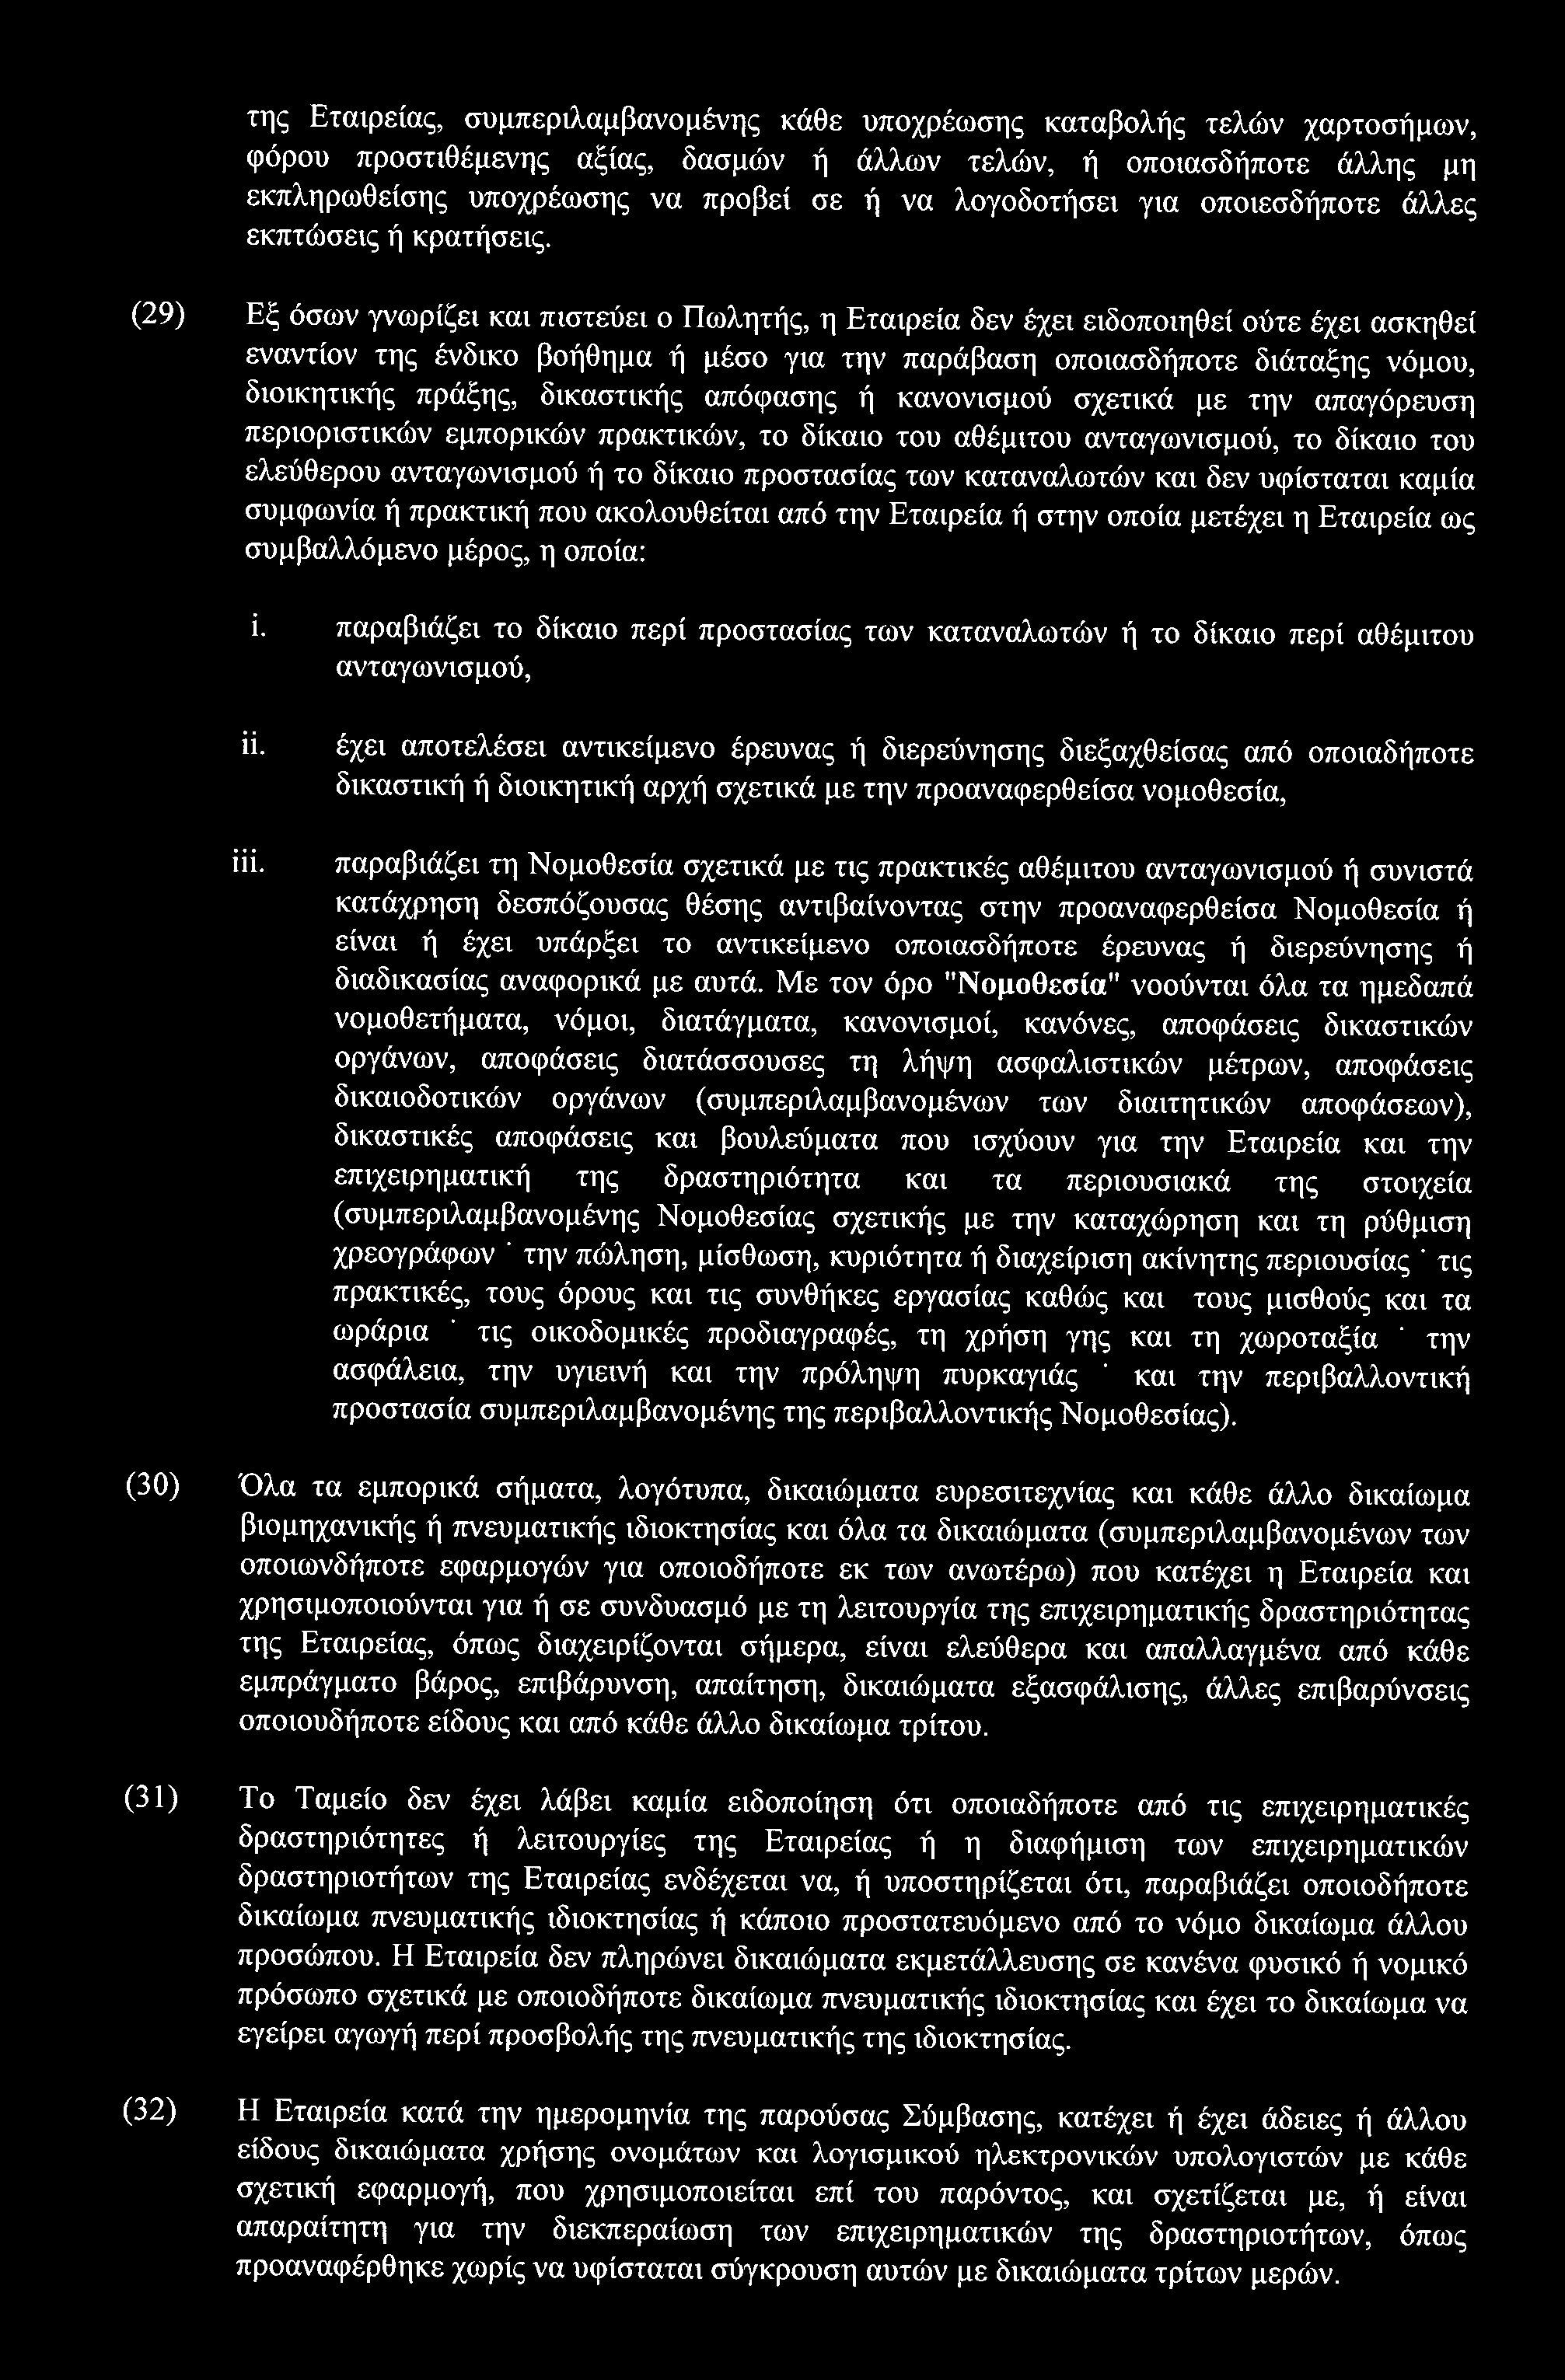 της Εταιρείας, συμπεριλαμβανομένης κάθε υποχρέωσης καταβολής τελών χαρτοσήμων,
φόρου προστιθέμενης αξίας, δασμών ή άλλων τελών, ή οποιασδήποτε άλλης μη
εκπληρωθείσης υποχρέωσης να προβεί σε ή να λογοδοτήσει για οποιεσδήποτε άλλες
εκπτώσεις ή κρατήσεις.
(29) Εξ όσων γνωρίζει και πιστεύει ο Πωλητής, η Εταιρεία δεν έχει ειδοποιηθεί ούτε έχει ασκηθεί
εναντίον της ένδικο βοήθημα ή μέσο για την παράβαση οποιασδήποτε διάταξης νόμου,
διοικητικής πράξης, δικαστικής απόφασης ή κανονισμού σχετικά με την απαγόρευση
περιοριστικών εμπορικών πρακτικών, το δίκαιο του αθέμιτου ανταγωνισμού, το δίκαιο του
ελεύθερου ανταγωνισμού ή το δίκαιο προστασίας των καταναλωτών και δεν υφίσταται καμία
συμφωνία ή πρακτική που ακολουθείται από την Εταιρεία ή στην οποία μετέχει η Εταιρεία ως
συμβαλλόμενο μέρος, η οποία:
i. παραβιάζει το δίκαιο περί προστασίας των καταναλωτών ή το δίκαιο περί αθέμιτου
ανταγωνισμού,
ii. έχει αποτελέσει αντικείμενο έρευνας ή διερεύνησης διεξαχθείσας από οποιαδήποτε
δικαστική ή διοικητική αρχή σχετικά με την προαναφερθείσα νομοθεσία,
iii. παραβιάζει τη Νομοθεσία σχετικά με τις πρακτικές αθέμιτου ανταγωνισμού ή συνιστά
κατάχρηση δεσπόζουσας θέσης αντιβαίνοντας στην προαναφερθείσα Νομοθεσία ή
είναι ή έχει υπάρξει το αντικείμενο οποιασδήποτε έρευνας ή διερεύνησης ή
διαδικασίας αναφορικά με αυτά. Με τον όρο "Νομοθεσία" νοούνται όλα τα ημεδαπά
νομοθετήματα, νόμοι, διατάγματα, κανονισμοί, κανόνες, αποφάσεις δικαστικών
οργάνων, αποφάσεις διατάσσουσες τη λήψη ασφαλιστικών μέτρων, αποφάσεις
δικαιοδοτικών οργάνων (συμπεριλαμβανομένων των διαιτητικών αποφάσεων),
δικαστικές αποφάσεις και βουλεύματα που ισχύουν για την Εταιρεία και την
επιχειρηματική της δραστηριότητα και τα περιουσιακά της στοιχεία
(συμπεριλαμβανομένης Νομοθεσίας σχετικής με την καταχώρηση και τη ρύθμιση
χρεογράφων ˙ την πώληση, μίσθωση, κυριότητα ή διαχείριση ακίνητης περιουσίας ˙ τις
πρακτικές, τους όρους και τις συνθήκες εργασίας καθώς και τους μισθούς και τα
ωράρια ˙ τις οικοδομικές προδιαγραφές, τη χρήση γης και τη χωροταξία ˙ την
ασφάλεια, την υγιεινή και την πρόληψη πυρκαγιάς ˙ και την περιβαλλοντική
προστασία συμπεριλαμβανομένης της περιβαλλοντικής Νομοθεσίας).
(30) Όλα τα εμπορικά σήματα, λογότυπα, δικαιώματα ευρεσιτεχνίας και κάθε άλλο δικαίωμα
βιομηχανικής ή πνευματικής ιδιοκτησίας και όλα τα δικαιώματα (συμπεριλαμβανομένων των
οποιωνδήποτε εφαρμογών για οποιοδήποτε εκ των ανωτέρω) που κατέχει η Εταιρεία και
χρησιμοποιούνται για ή σε συνδυασμό με τη λειτουργία της επιχειρηματικής δραστηριότητας
της Εταιρείας, όπως διαχειρίζονται σήμερα, είναι ελεύθερα και απαλλαγμένα από κάθε
εμπράγματο βάρος, επιβάρυνση, απαίτηση, δικαιώματα εξασφάλισης, άλλες επιβαρύνσεις
οποιουδήποτε είδους και από κάθε άλλο δικαίωμα τρίτου.
(31) Το Ταμείο δεν έχει λάβει καμία ειδοποίηση ότι οποιαδήποτε από τις επιχειρηματικές
δραστηριότητες ή λειτουργίες της Εταιρείας ή η διαφήμιση των επιχειρηματικών
δραστηριοτήτων της Εταιρείας ενδέχεται να, ή υποστηρίζεται ότι, παραβιάζει οποιοδήποτε
δικαίωμα πνευματικής ιδιοκτησίας ή κάποιο προστατευόμενο από το νόμο δικαίωμα άλλου
προσώπου. Η Εταιρεία δεν πληρώνει δικαιώματα εκμετάλλευσης σε κανένα φυσικό ή νομικό
πρόσωπο σχετικά με οποιοδήποτε δικαίωμα πνευματικής ιδιοκτησίας και έχει το δικαίωμα να
εγείρει αγωγή περί προσβολής της πνευματικής της ιδιοκτησίας.
(32) Η Εταιρεία κατά την ημερομηνία της παρούσας Σύμβασης, κατέχει ή έχει άδειες ή άλλου
είδους δικαιώματα χρήσης ονομάτων και λογισμικού ηλεκτρονικών υπολογιστών με κάθε
σχετική εφαρμογή, που χρησιμοποιείται επί του παρόντος, και σχετίζεται με, ή είναι
απαραίτητη για την διεκπεραίωση των επιχειρηματικών της δραστηριοτήτων, όπως
προαναφέρθηκε χωρίς να υφίσταται σύγκρουση αυτών με δικαιώματα τρίτων μερών.